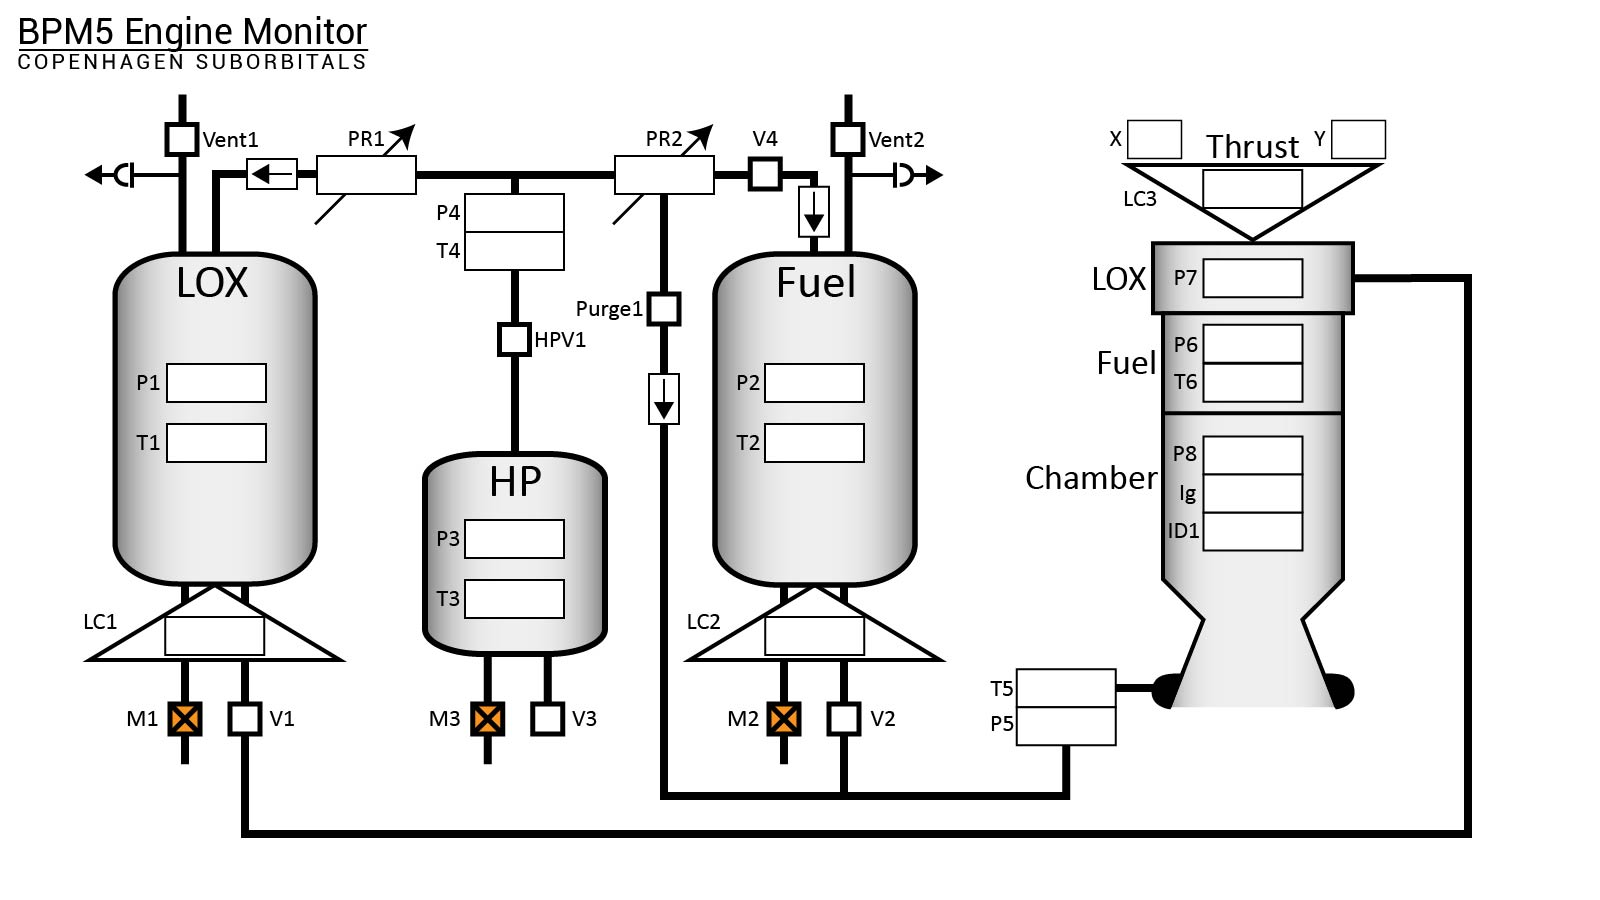 BPM5 Engine Monitor
COPENHAGEN SUBORBITALS
Vent1
PR1
PR2
V4
Vent2
X
Thrust
Y
LC3
P4
T4
LOX
Fuel
LOX
P7
Purge1
HPV1
P6
Fuel
T6
P1
P2
T1
T2
P8
Chamber
Ig
ID1
HP
P3
T3
LC1
LC2
T5
P5
M1
V1
M3
V3
M2
V2